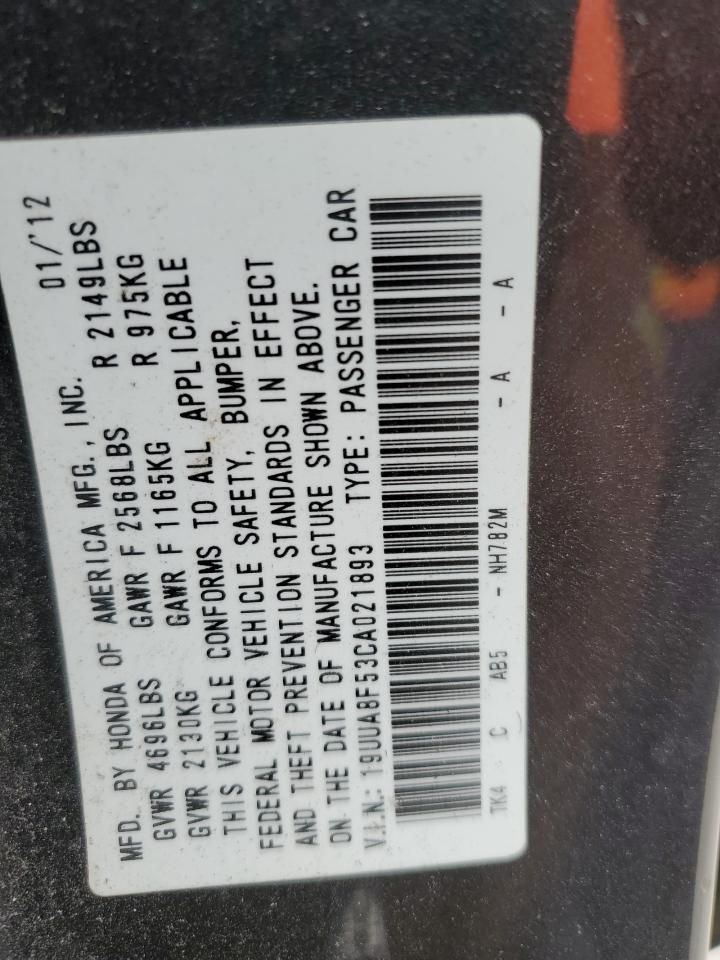 MFD. BY HONDA OF AMERICA MFG., INC. 01/'12
GVWR 4696LBS GAWR F 2568LBS R 2149LBS
GVWR 2130KG GAWR F 1165KG R 975KG
THIS VEHICLE CONFORMS TO ALL APPLICABLE
FEDERAL MOTOR VEHICLE SAFETY, BUMPER,
AND THEFT PREVENTION STANDARDS IN EFFECT
ON THE DATE OF MANUFACTURE SHOWN ABOVE.
V.I.N.: 19UUA8F53CA021893 TYPE: PASSENGER CAR
TK4 C AB5 - NH782M - A - A